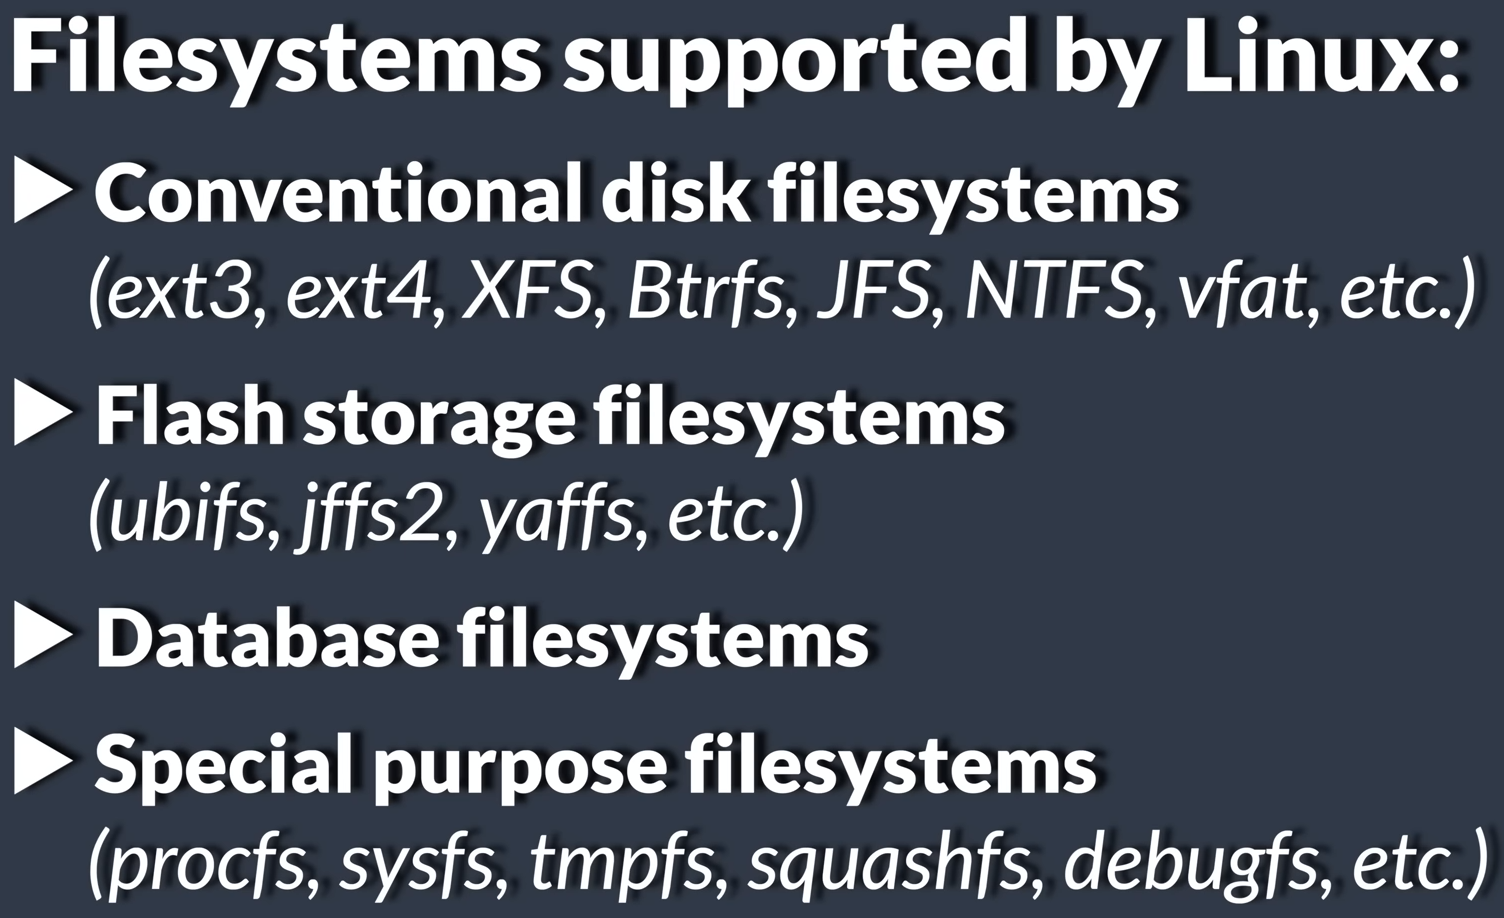 Filesystems supported by Linux:
▶ Conventional disk filesystems
(ext3, ext4, XFS, Btrfs, JFS, NTFS, vfat, etc.)
▶ Flash storage filesystems
(ubifs, jffs2, yaffs, etc.)
▶ Database filesystems
▶ Special purpose filesystems
(procfs, sysfs, tmpfs, squashfs, debugfs, etc.)